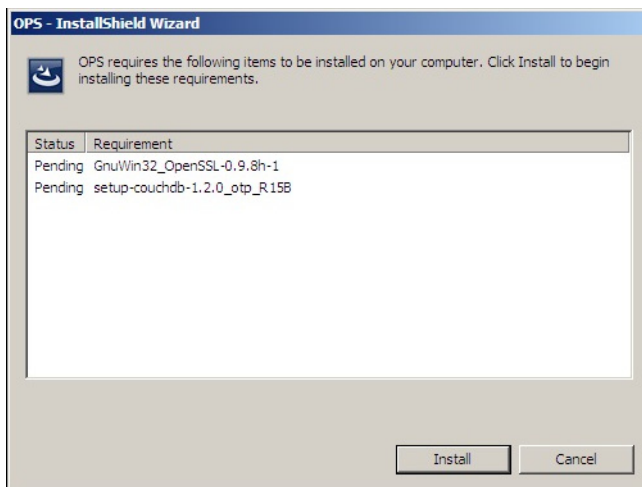 OPS - InstallShield Wizard
OPS requires the following items to be installed on your computer. Click Install to begin
installing these requirements.
Status Requirement
Pending GnuWin32_OpenSSL-0.9.8h-1
Pending setup-couchdb-1.2.0_otp_R15B
Install Cancel